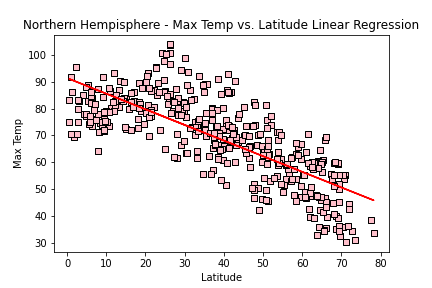 Northern Hempisphere - Max Temp vs. Latitude Linear Regression
100
90
80
70
60
50
40
30
Max Temp
0 10 20 30 40 50 60 70 80
Latitude